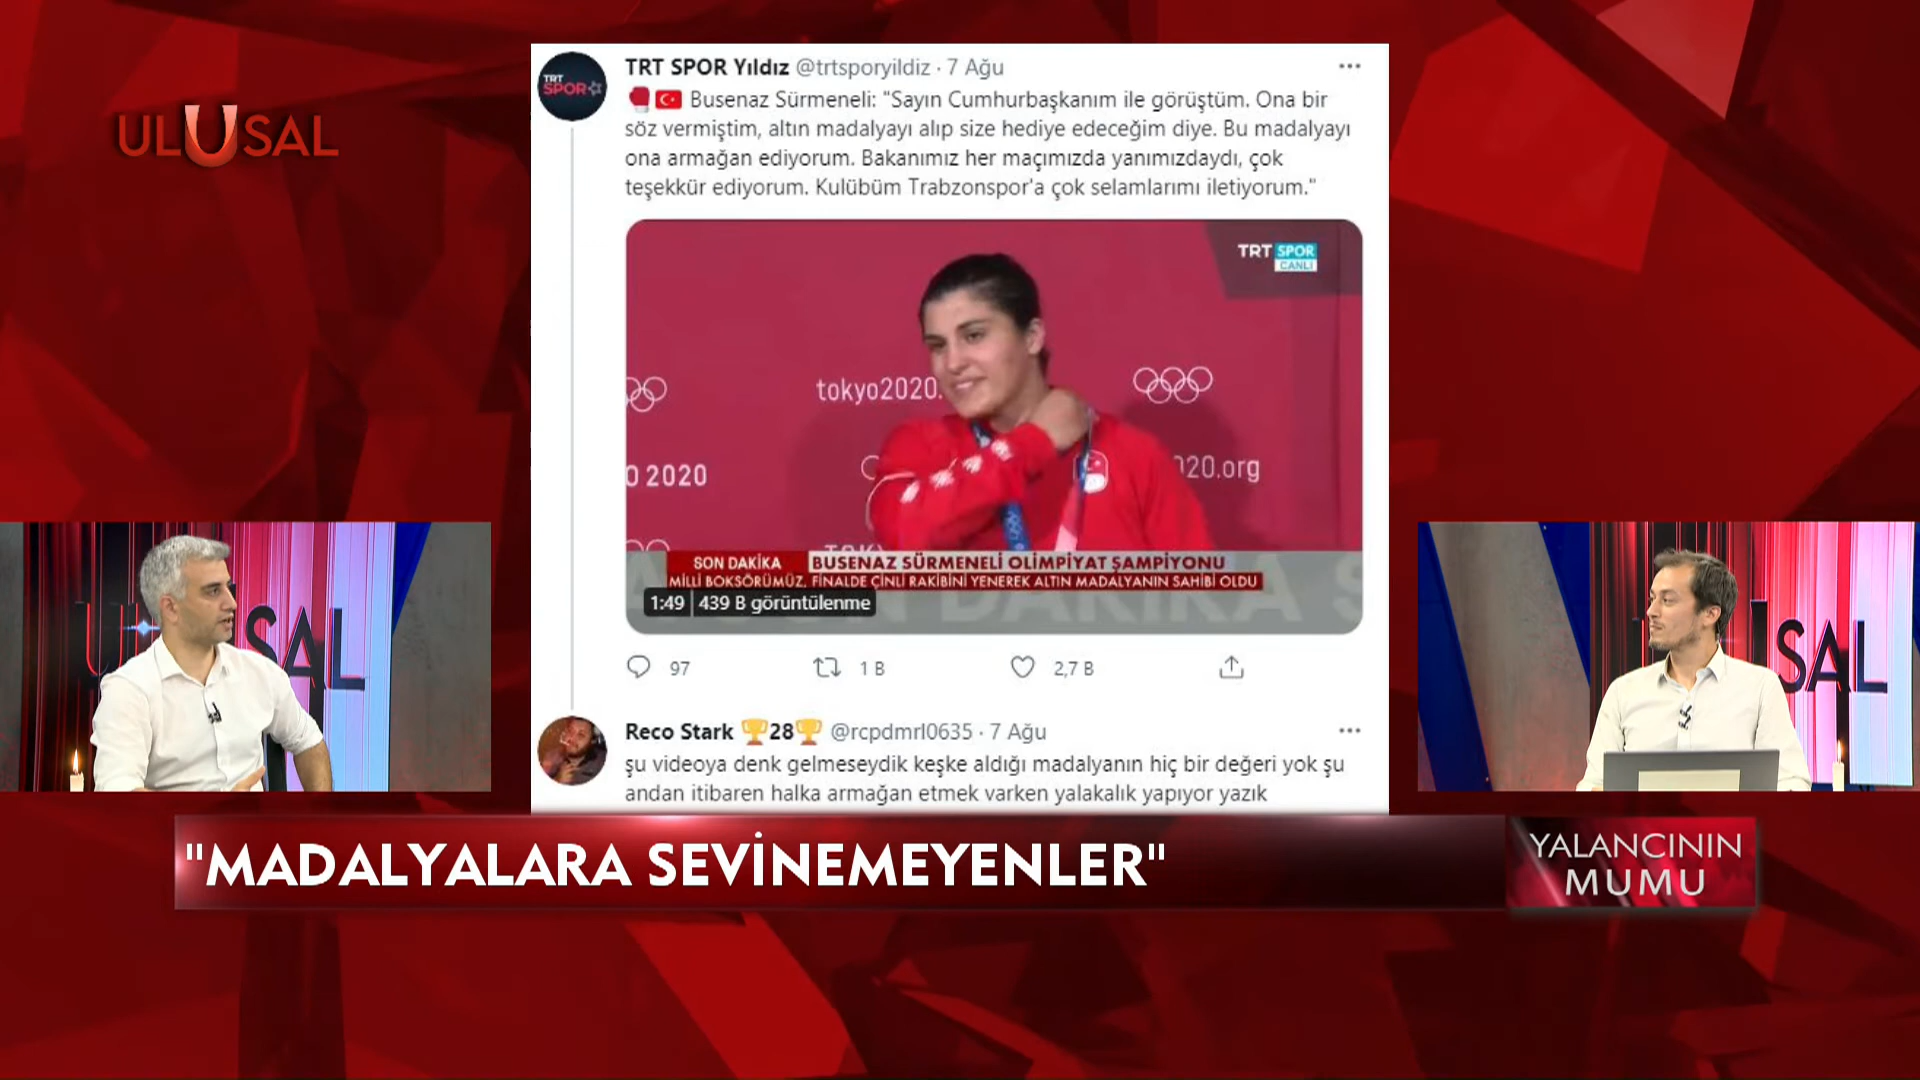 ULUSAL
TRT SPOR
TRT SPOR Yıldız @trtsporyildiz · 7 Ağu
Busenaz Sürmeneli: "Sayın Cumhurbaşkanım ile görüştüm. Ona bir
söz vermiştim, altın madalyayı alıp size hediye edeceğim diye. Bu madalyayı
ona armağan ediyorum. Bakanımız her maçımızda yanımızdaydı, çok
teşekkür ediyorum. Kulübüm Trabzonspor'a çok selamlarımı iletiyorum."
TRT SPOR
CANLI
tokyo2020.
O 2020
020.org
SON DAKİKA
BUSENAZ SÜRMENELİ OLİMPİYAT ŞAMPİYONU
MİLLİ BOKSÖRÜMÜZ, FİNALDE ÇİNLİ RAKİBİNİ YENEREK ALTIN MADALYANIN SAHİBİ OLDU
1:49 439 B görüntülenme
97 1 B 2,7 B
Reco Stark 🏆28🏆 @rcpdmrl0635 · 7 Ağu
şu videoya denk gelmeseydik keşke aldığı madalyanın hiç bir değeri yok şu
andan itibaren halka armağan etmek varken yalakalık yapıyor yazık
USAL
SAL
"MADALYALARA SEVİNEMEYENLER"
YALANCININ
MUMU